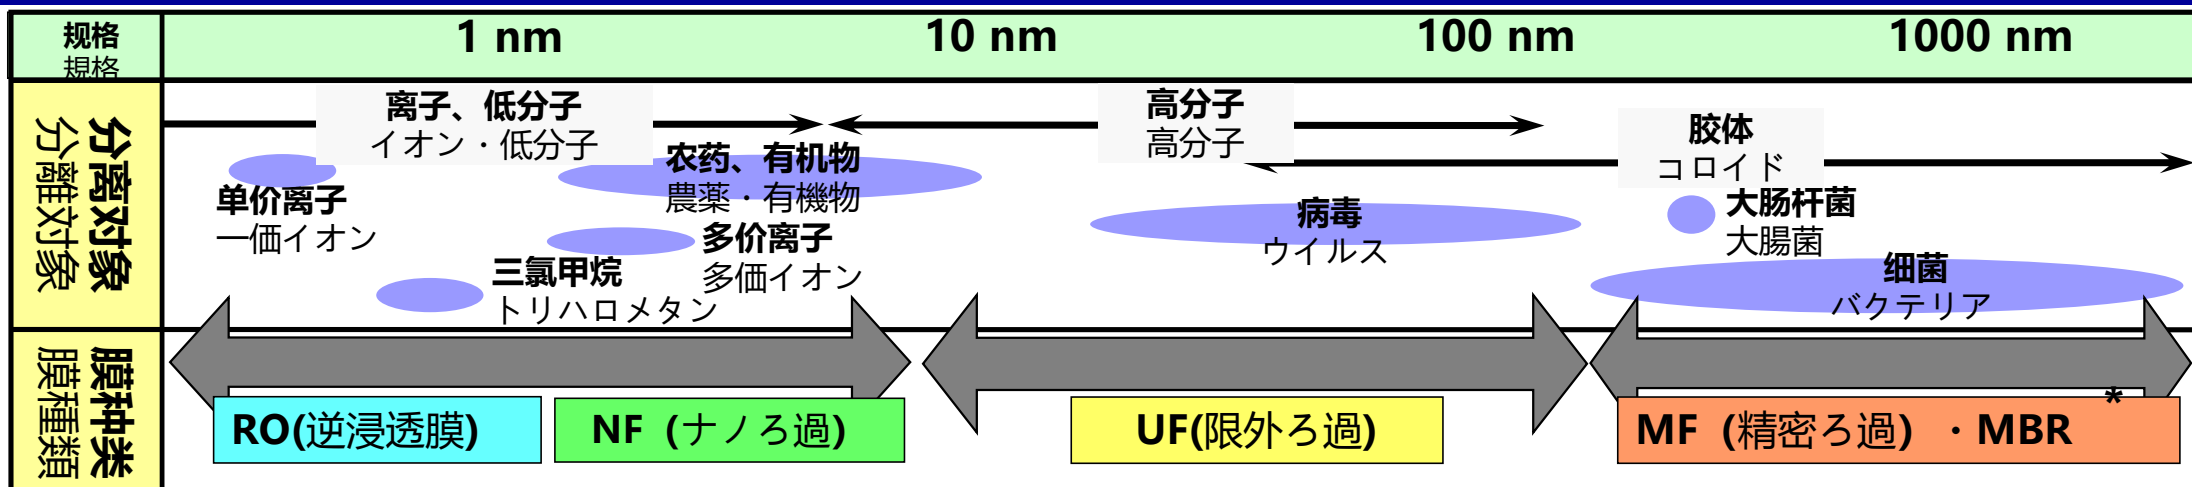 规格
規格
1 nm
10 nm
100 nm
1000 nm
分离对象
分離対象
离子、低分子
イオン・低分子
高分子
高分子
胶体
コロイド
农药、有机物
農薬・有機物
单价离子
一価イオン
病毒
ウイルス
大肠杆菌
大腸菌
多价离子
多価イオン
三氯甲烷
トリハロメタン
细菌
バクテリア
膜种类
膜種類
RO(逆浸透膜)
NF (ナノろ過)
UF(限外ろ過)
MF (精密ろ過) ・MBR *